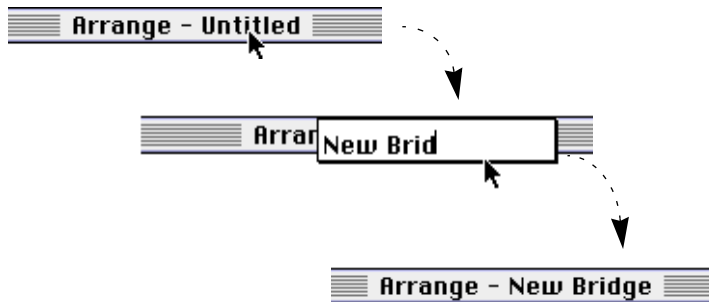 Arrange - Untitled
Arran
New Brid
Arrange - New Bridge